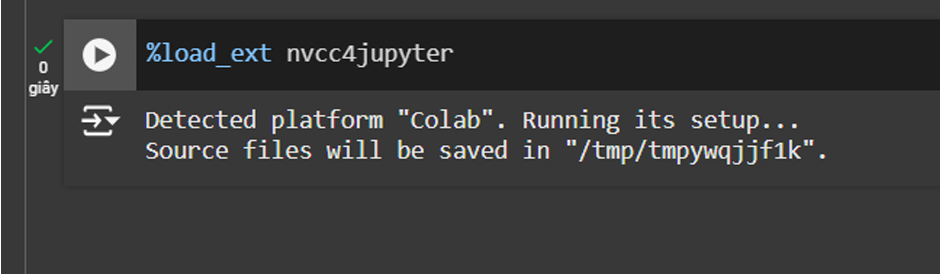 %load_ext nvcc4jupyter
0
giây
Detected platform "Colab". Running its setup...
Source files will be saved in "/tmp/tmpywqjjf1k".